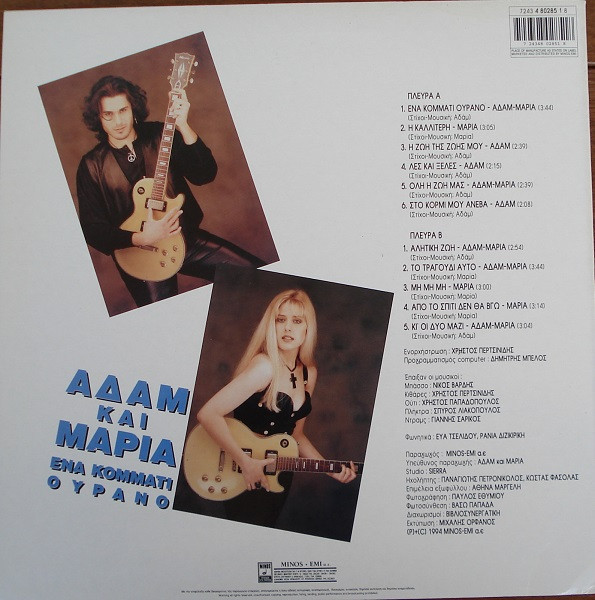 7243 4 80285 1 8
ΠΛΕΥΡΑ Α
1. ΕΝΑ ΚΟΜΜΑΤΙ ΟΥΡΑΝΟ - ΑΔΑΜ-ΜΑΡΙΑ (3:44)
(Στίχοι-Μουσική: Αδάμ)
2. Η ΚΑΛΛΙΤΕΡΗ - ΜΑΡΙΑ (3:05)
(Στίχοι-Μουσική: Μαρία)
3. Η ΖΩΗ ΤΗΣ ΖΩΗΣ ΜΟΥ - ΑΔΑΜ (2:39)
(Στίχοι-Μουσική: Αδάμ)
4. ΛΕΣ ΚΑΙ ΞΕΛΕΣ - ΑΔΑΜ (2:15)
(Στίχοι-Μουσική: Αδάμ)
5. ΟΛΗ Η ΖΩΗ ΜΑΣ - ΑΔΑΜ-ΜΑΡΙΑ (2:39)
(Στίχοι-Μουσική: Αδάμ)
6. ΣΤΟ ΚΟΡΜΙ ΜΟΥ ΑΝΕΒΑ - ΑΔΑΜ (2:08)
(Στίχοι-Μουσική: Αδάμ)
ΠΛΕΥΡΑ Β
1. ΑΛΗΤΙΚΗ ΖΩΗ - ΑΔΑΜ-ΜΑΡΙΑ (2:54)
(Στίχοι-Μουσική: Αδάμ)
2. ΤΟ ΤΡΑΓΟΥΔΙ ΑΥΤΟ - ΑΔΑΜ-ΜΑΡΙΑ (3:44)
(Στίχοι-Μουσική: Μαρία)
3. ΜΗ ΜΗ ΜΗ - ΜΑΡΙΑ (3:00)
(Στίχοι-Μουσική: Αδάμ)
4. ΑΠΟ ΤΟ ΣΠΙΤΙ ΔΕΝ ΘΑ ΒΓΩ - ΜΑΡΙΑ (3:14)
(Στίχοι-Μουσική: Μαρία)
5. ΚΙ ΟΙ ΔΥΟ ΜΑΖΙ - ΑΔΑΜ-ΜΑΡΙΑ (3:04)
(Στίχοι-Μουσική: Αδάμ)
Ενορχήστρωση : ΧΡΗΣΤΟΣ ΠΕΡΤΣΙΝΙΔΗΣ
Προγραμματισμός computer : ΔΗΜΗΤΡΗΣ ΜΠΕΛΟΣ
Έπαιξαν οι μουσικοί :
Μπάσσο : ΝΙΚΟΣ ΒΑΡΔΗΣ
Κιθάρες : ΧΡΗΣΤΟΣ ΠΕΡΤΣΙΝΙΔΗΣ
Ούτι : ΧΡΗΣΤΟΣ ΠΑΠΑΔΟΠΟΥΛΟΣ
Πλήκτρα : ΣΠΥΡΟΣ ΛΙΑΚΟΠΟΥΛΟΣ
Ντραμς : ΓΙΑΝΝΗΣ ΣΑΡΙΚΟΣ
Φωνητικά : ΕΥΑ ΤΣΕΛΙΔΟΥ, ΡΑΝΙΑ ΔΙΖΙΚΙΡΙΚΗ
Παραγωγός : MINOS-EMI α.ε
Υπεύθυνος παραγωγής : ΑΔΑΜ και ΜΑΡΙΑ
Studio : SIERRA
Ηχολήπτης : ΠΑΝΑΓΙΩΤΗΣ ΠΕΤΡΟΝΙΚΟΛΟΣ, ΚΩΣΤΑΣ ΦΑΣΟΛΑΣ
Επιμέλεια εξωφύλλου : ΑΘΗΝΑ ΜΑΡΓΕΛΗ
Φωτογράφηση : ΠΑΥΛΟΣ ΕΥΘΥΜΙΟΥ
Φωτοσύνθεση : ΒΑΣΩ ΠΑΠΑΔΑ
Διαχωρισμοί : ΒΙΒΛΙΟΣΥΝΕΡΓΑΤΙΚΗ
Εκτύπωση : ΜΙΧΑΛΗΣ ΟΡΦΑΝΟΣ
(P)+(C) 1994 MINOS-EMI α.ε
ΑΔΑΜ
ΚΑΙ
ΜΑΡΙΑ
ΕΝΑ ΚΟΜΜΑΤΙ
ΟΥΡΑΝΟ
MINOS
MINOS - EMI α.ε.